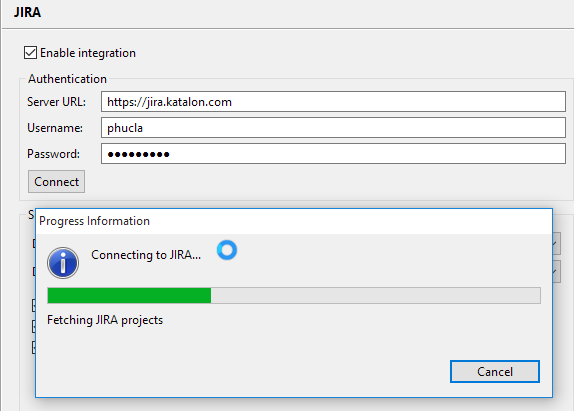 JIRA
Enable integration
Authentication
Server URL: https://jira.katalon.com
Username: phucla
Password: ●●●●●●●●●
Connect
Progress Information
Connecting to JIRA...
Fetching JIRA projects
Cancel